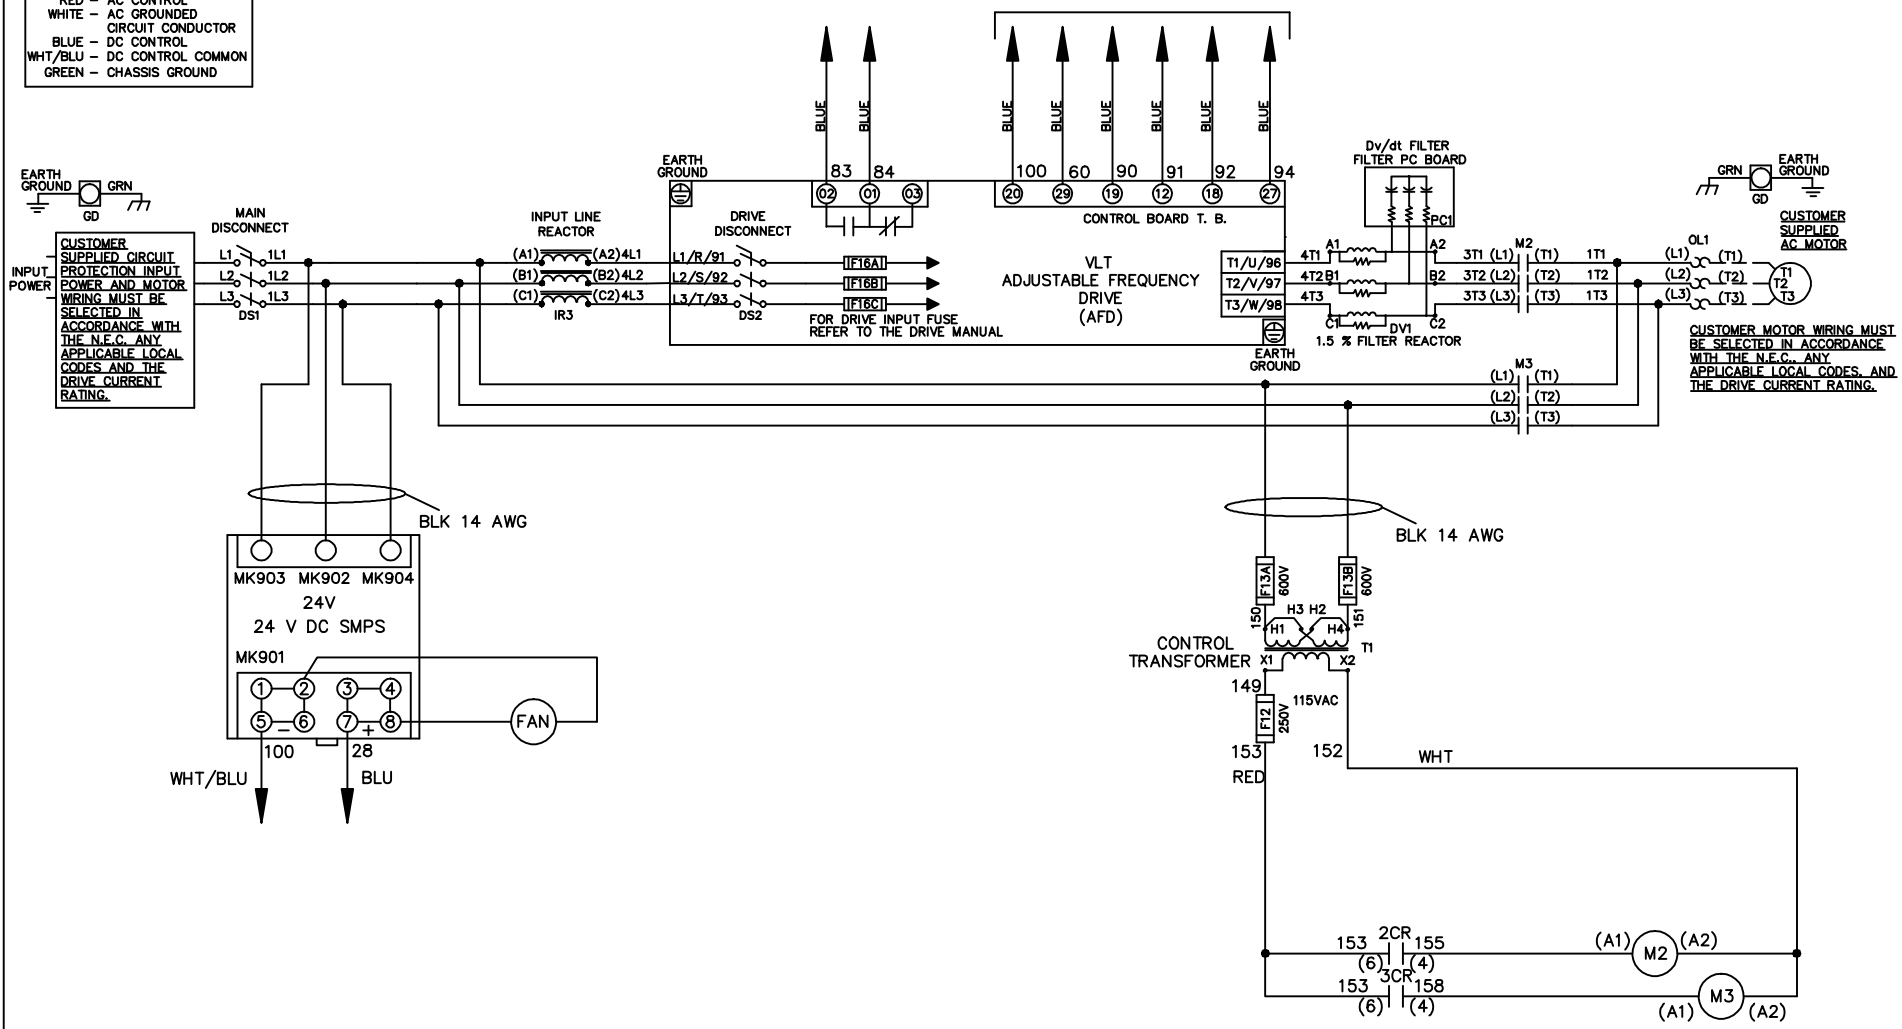 RED – AC CONTROL
WHITE – AC GROUNDED
CIRCUIT CONDUCTOR
BLUE – DC CONTROL
WHT/BLU – DC CONTROL COMMON
GREEN – CHASSIS GROUND
BLUE
BLUE
BLUE
BLUE
BLUE
BLUE
BLUE
BLUE
EARTH
GROUND
GRN
GD
MAIN
DISCONNECT
INPUT
POWER
CUSTOMER
SUPPLIED CIRCUIT
PROTECTION INPUT
POWER AND MOTOR
WIRING MUST BE
SELECTED IN
ACCORDANCE WITH
THE N.E.C. ANY
APPLICABLE LOCAL
CODES AND THE
DRIVE CURRENT
RATING.
L1 1L1
L2 1L2
L3 1L3
DS1
INPUT LINE
REACTOR
(A1) (A2) 4L1
(B1) (B2) 4L2
(C1) (C2) 4L3
IR3
EARTH
GROUND
L1/R/91
L2/S/92
L3/T/93
DRIVE
DISCONNECT
DS2
83 84
02 01 03
F16A
F16B
F16C
FOR DRIVE INPUT FUSE
REFER TO THE DRIVE MANUAL
100 60 90 91 92 94
20 29 19 12 18 27
CONTROL BOARD T. B.
VLT
ADJUSTABLE FREQUENCY
DRIVE
(AFD)
T1/U/96
T2/V/97
T3/W/98
EARTH
GROUND
4T1
4T2
4T3
Dv/dt FILTER
FILTER PC BOARD
PC1
A1 A2
B1 B2
C1 C2
DV1
1.5 % FILTER REACTOR
M2
3T1 (L1) (T1) 1T1
3T2 (L2) (T2) 1T2
3T3 (L3) (T3) 1T3
OL1
(L1) (T1)
(L2) (T2)
(L3) (T3)
T1
T2
T3
GRN
EARTH
GROUND
GD
CUSTOMER
SUPPLIED
AC MOTOR
CUSTOMER MOTOR WIRING MUST
BE SELECTED IN ACCORDANCE
WITH THE N.E.C., ANY
APPLICABLE LOCAL CODES, AND
THE DRIVE CURRENT RATING.
M3
(L1) (T1)
(L2) (T2)
(L3) (T3)
BLK 14 AWG
MK903 MK902 MK904
24V
24 V DC SMPS
MK901
1 2 3 4
5 6 7 8
– +
FAN
100 28
WHT/BLU BLU
BLK 14 AWG
F13A 600V
F13B 600V
150 151
H3 H2
H1 H4
T1
CONTROL
TRANSFORMER
X1 X2
149
115VAC
F12 250V
153 152
RED
WHT
2CR
153 155
(6) (4)
(A1) M2 (A2)
3CR
153 158
(6) (4)
(A1) M3 (A2)